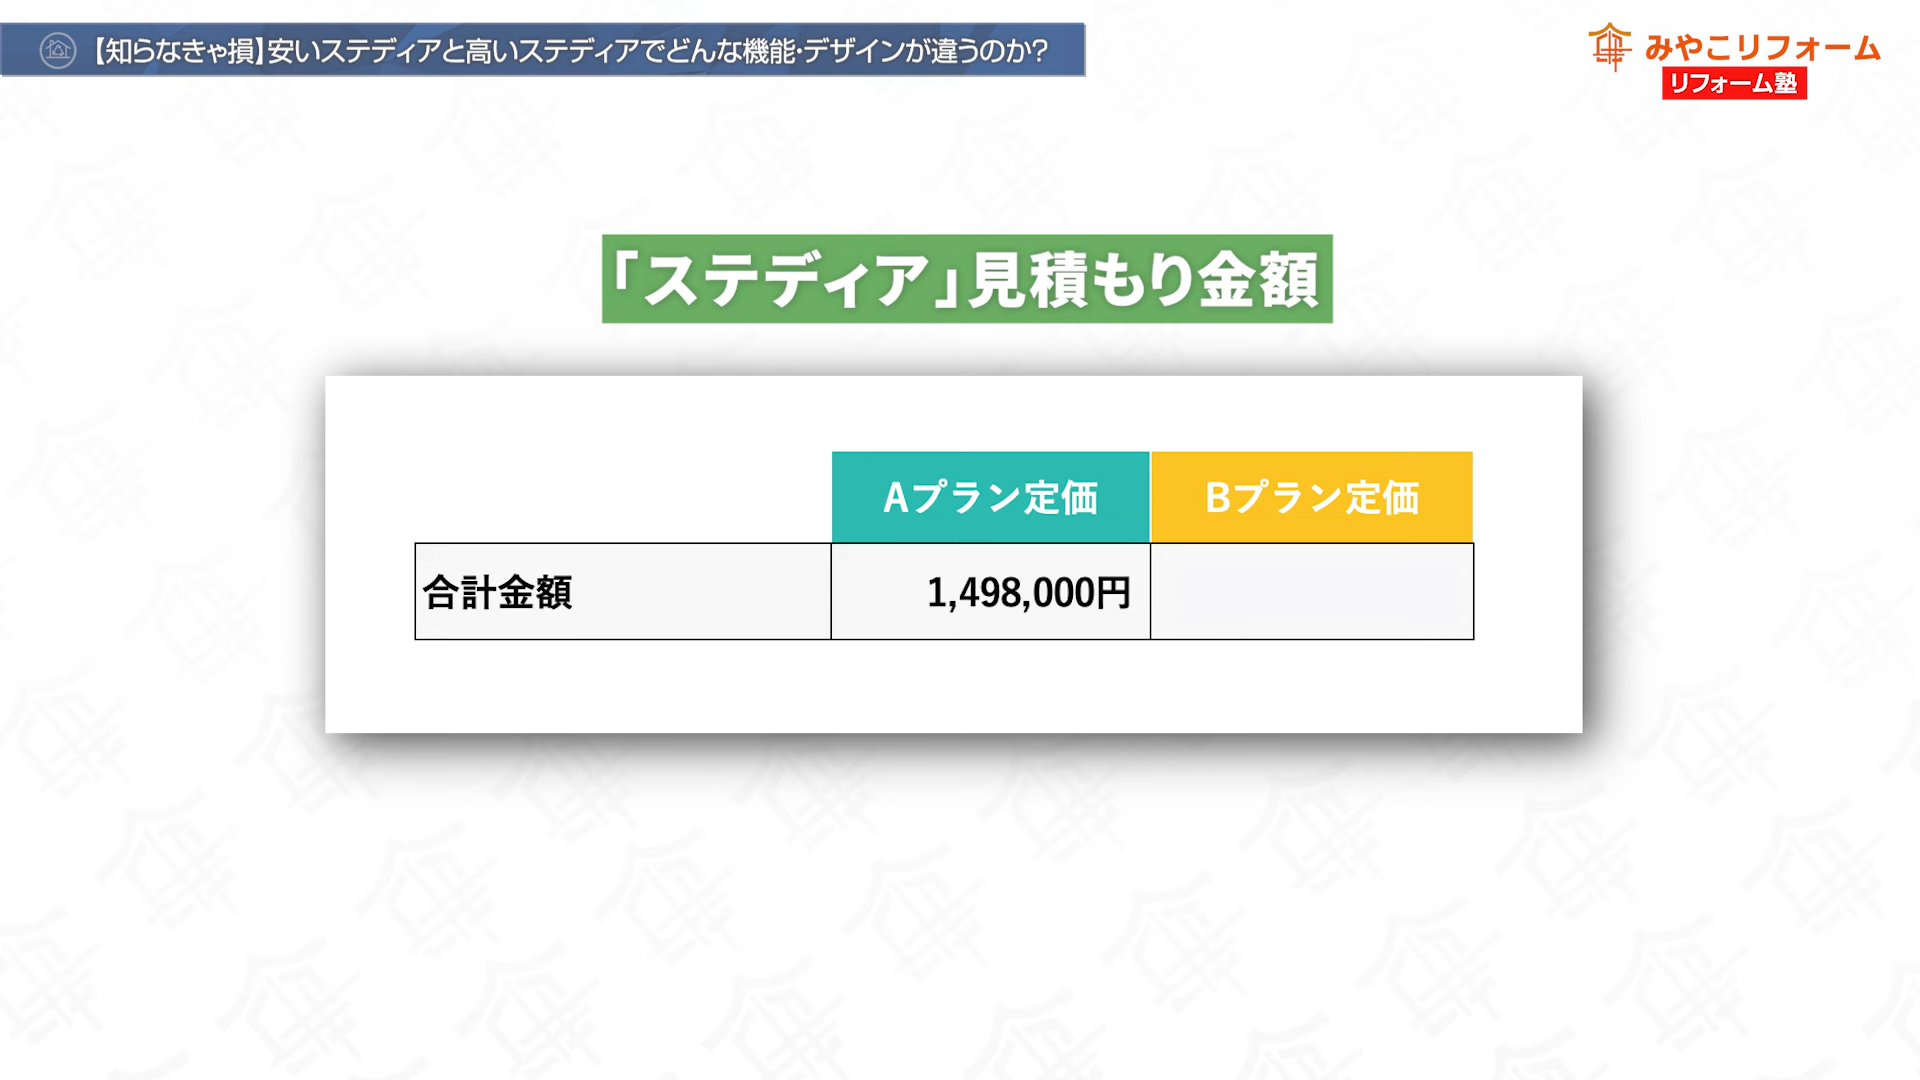 【知らなきゃ損】安いステディアと高いステディアでどんな機能・デザインが違うのか?
みやこリフォーム
リフォーム塾
「ステディア」見積もり金額
Aプラン定価 Bプラン定価
合計金額 1,498,000円